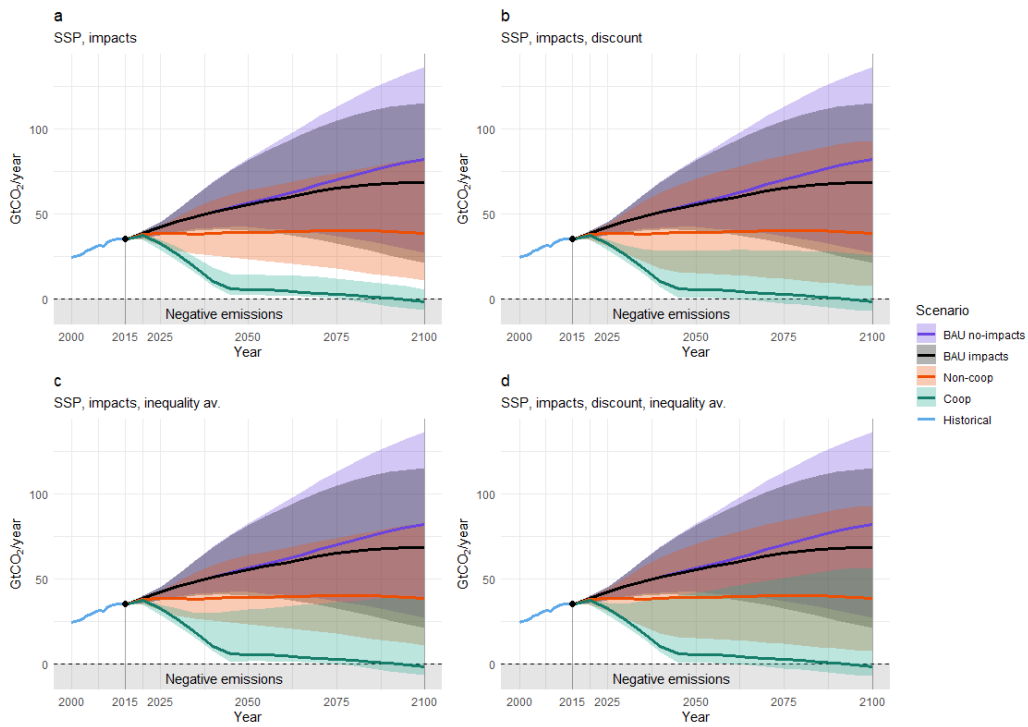 a
SSP, impacts
GtCO₂/year
100
50
0
Negative emissions
2000 2015 2025 2050 2075 2100
Year
b
SSP, impacts, discount
GtCO₂/year
100
50
0
Negative emissions
2000 2015 2025 2050 2075 2100
Year
c
SSP, impacts, inequality av.
GtCO₂/year
100
50
0
Negative emissions
2000 2015 2025 2050 2075 2100
Year
d
SSP, impacts, discount, inequality av.
GtCO₂/year
100
50
0
Negative emissions
2000 2015 2025 2050 2075 2100
Year
Scenario
BAU no-impacts
BAU impacts
Non-coop
Coop
Historical